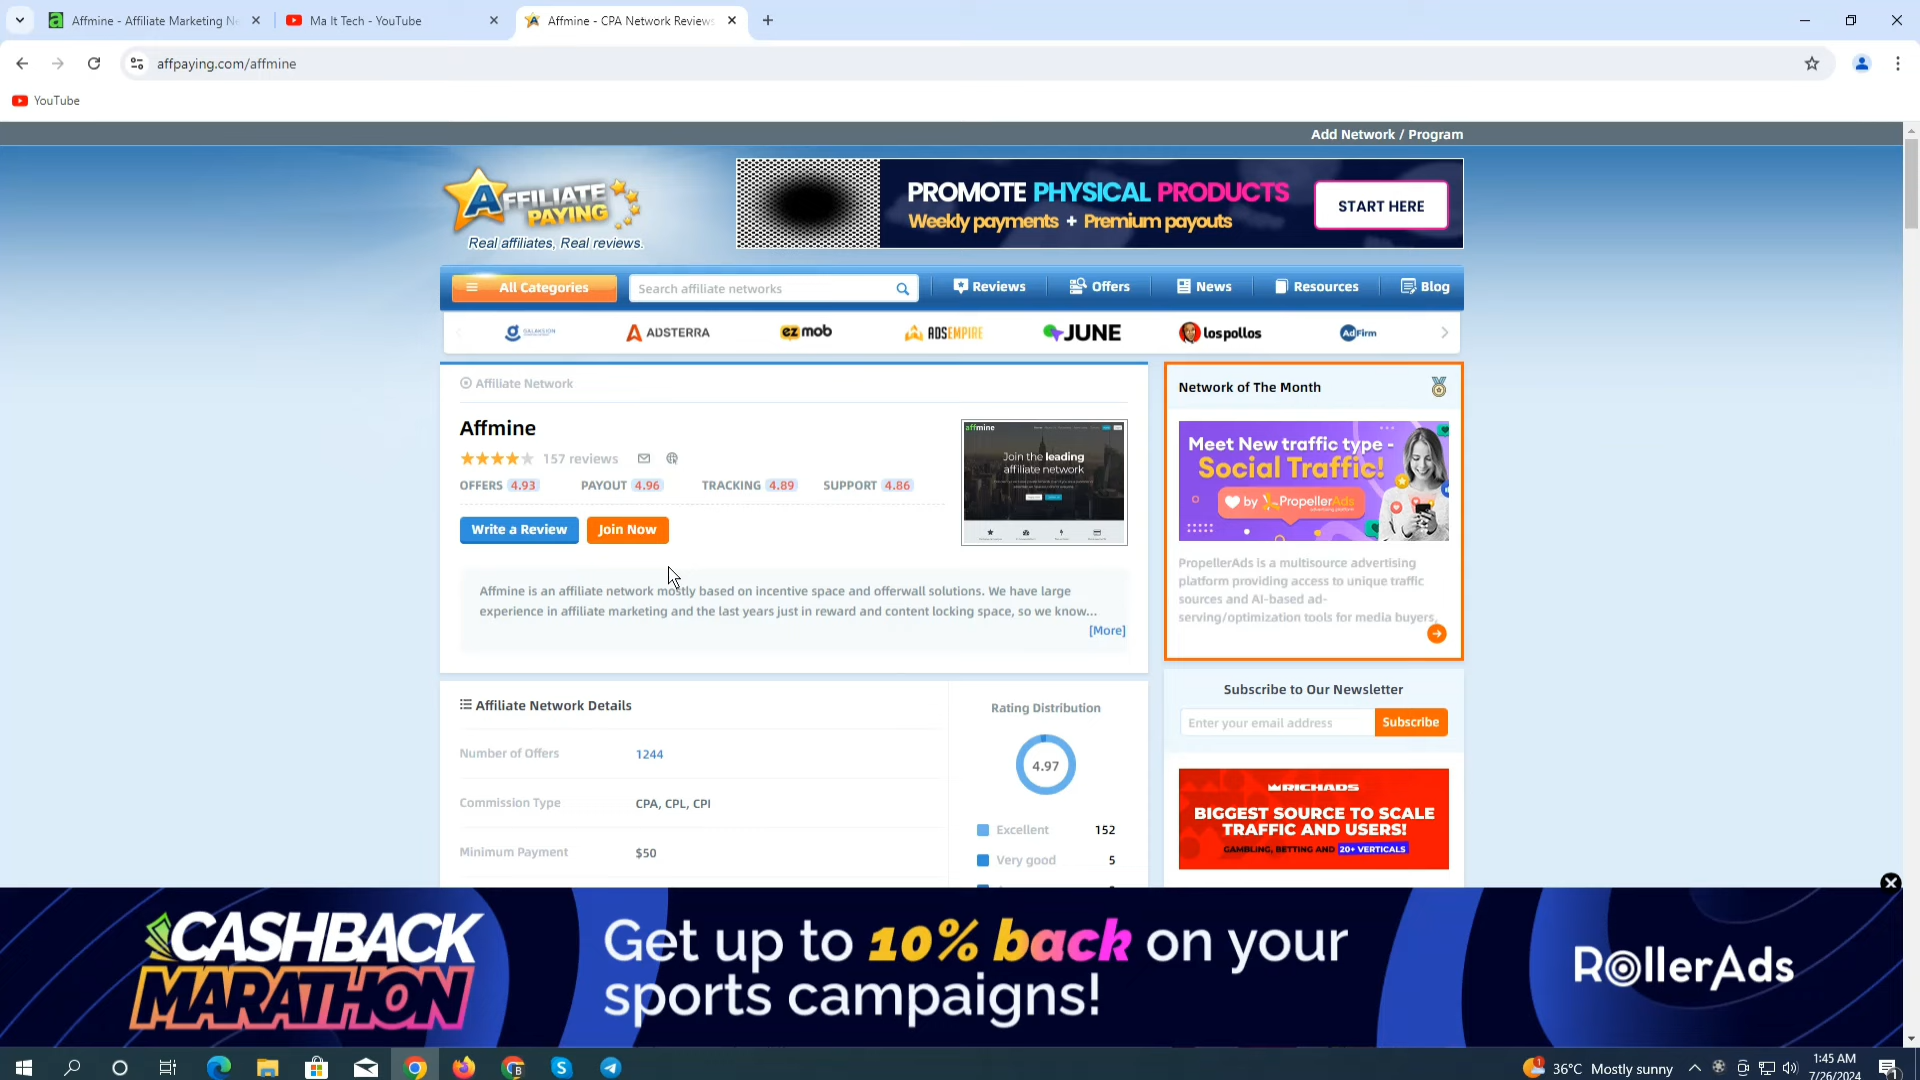 Affmine - Affiliate Marketing Ne
Ma It Tech - YouTube
Affmine - CPA Network Reviews
affpaying.com/affmine
YouTube
Add Network / Program
AFFILIATE
PAYING
Real affiliates, Real reviews.
PROMOTE PHYSICAL PRODUCTS
Weekly payments + Premium payouts
START HERE
All Categories
Search affiliate networks
Reviews
Offers
News
Resources
Blog
ADSTERRA
ezmob
ADSEMPIRE
JUNE
lospollos
AdFirm
Affiliate Network
Affmine
157 reviews
OFFERS 4.93 PAYOUT 4.96 TRACKING 4.89 SUPPORT 4.86
Write a Review
Join Now
affmine
Join the leading
affiliate network
Affmine is an affiliate network mostly based on incentive space and offerwall solutions. We have large
experience in affiliate marketing and the last years just in reward and content locking space, so we know...
[More]
Network of The Month
Meet New traffic type -
Social Traffic!
by PropellerAds
PropellerAds is a multisource advertising
platform providing access to unique traffic
sources and AI-based ad-
serving/optimization tools for media buyers,
Affiliate Network Details
Number of Offers 1244
Commission Type CPA, CPL, CPI
Minimum Payment $50
Rating Distribution
4.97
Excellent 152
Very good 5
Subscribe to Our Newsletter
Enter your email address
Subscribe
RICHADS
BIGGEST SOURCE TO SCALE
TRAFFIC AND USERS!
GAMBLING, BETTING AND 20+ VERTICALS
CASHBACK
MARATHON
Get up to 10% back on your
sports campaigns!
RollerAds
36°C Mostly sunny
1:45 AM
7/26/2024